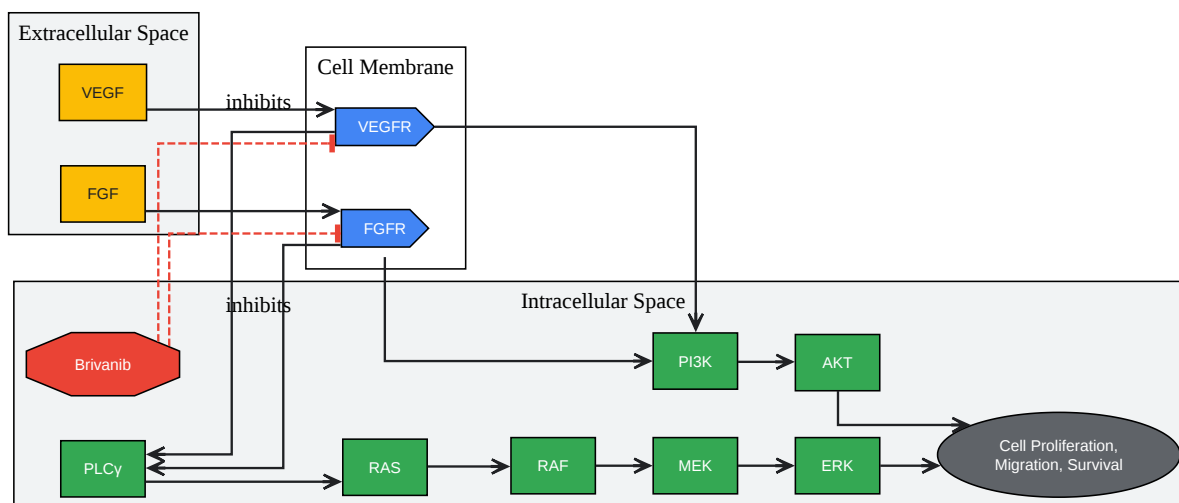 Extracellular Space
Cell Membrane
VEGF
inhibits
VEGFR
FGF
FGFR
inhibits
Intracellular Space
Brivanib
PI3K
AKT
PLCγ
RAS
RAF
MEK
ERK
Cell Proliferation,
Migration, Survival